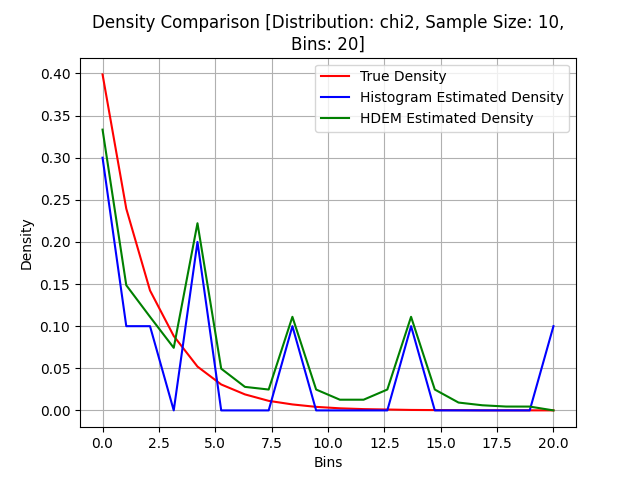 Density Comparison [Distribution: chi2, Sample Size: 10,
Bins: 20]
True Density
Histogram Estimated Density
HDEM Estimated Density
Density
0.40
0.35
0.30
0.25
0.20
0.15
0.10
0.05
0.00
0.0 2.5 5.0 7.5 10.0 12.5 15.0 17.5 20.0
Bins